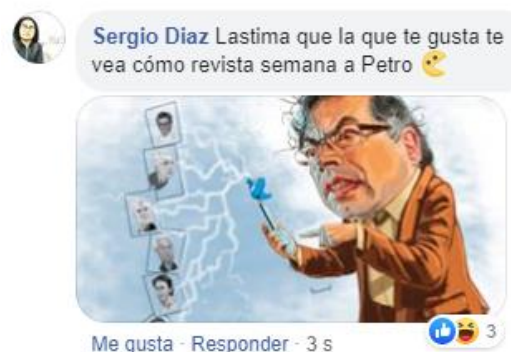 Sergio Diaz Lastima que la que te gusta te
vea cómo revista semana a Petro
Me gusta · Responder · 3 s
3